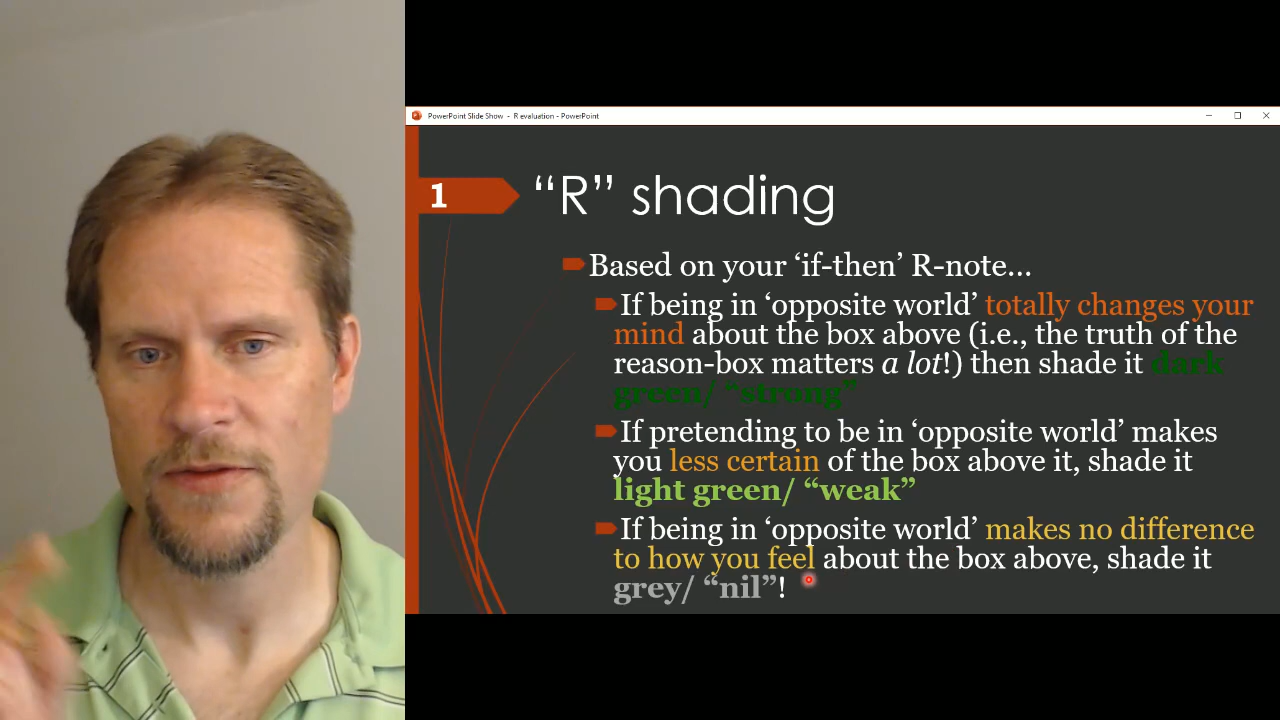 PowerPoint Slide Show - R evaluation - PowerPoint
1
“R” shading
Based on your ‘if-then’ R-note...
If being in ‘opposite world’ totally changes your
mind about the box above (i.e., the truth of the
reason-box matters a lot!) then shade it dark
green/ “strong”
If pretending to be in ‘opposite world’ makes
you less certain of the box above it, shade it
light green/ “weak”
If being in ‘opposite world’ makes no difference
to how you feel about the box above, shade it
grey/ “nil”!